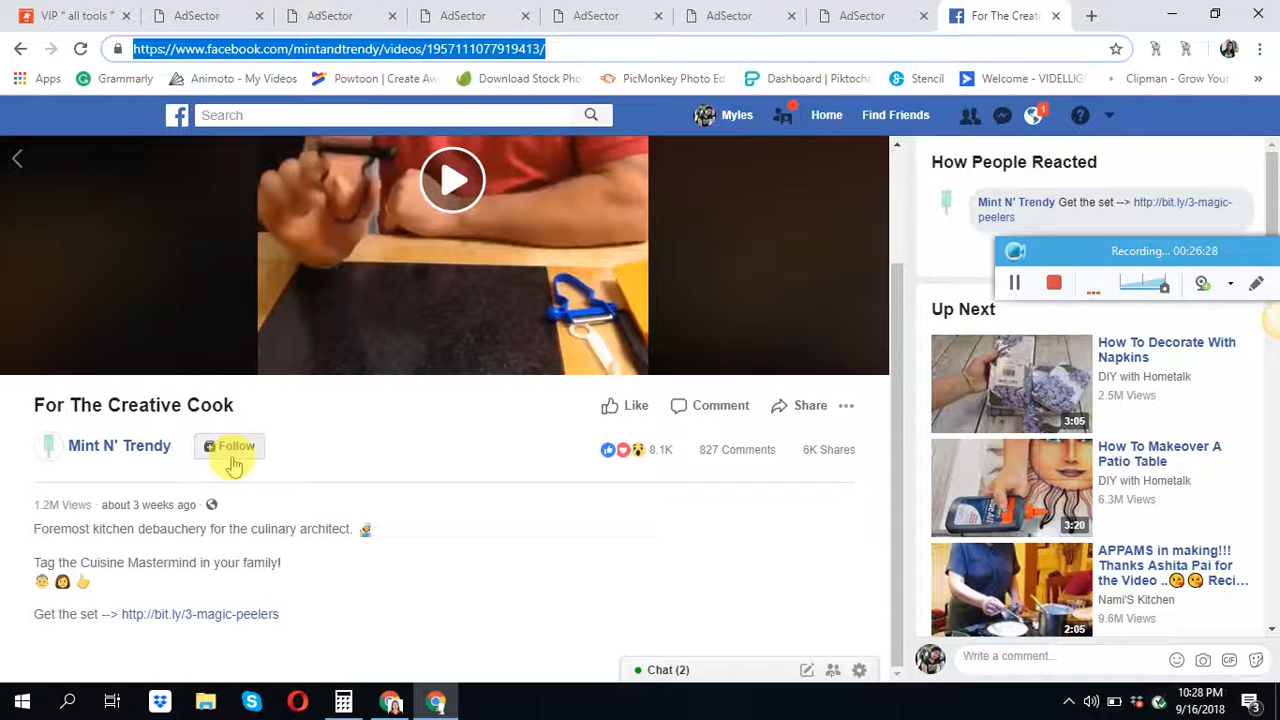 VIP " all tools "
AdSector
AdSector
AdSector
AdSector
AdSector
AdSector
For The Creati
https://www.facebook.com/mintandtrendy/videos/1957111077919413/
Apps
Grammarly
Animoto - My Videos
Powtoon | Create Aw
Download Stock Pho
PicMonkey Photo Edi
Dashboard | Piktocha
Stencil
Welcome - VIDELLIG
Clipman - Grow Your
Search
Myles
Home
Find Friends
1
How People Reacted
Mint N' Trendy Get the set --> http://bit.ly/3-magic-
peelers
Recording... 00:26:28
Up Next
How To Decorate With
Napkins
DIY with Hometalk
2.5M Views
3:05
How To Makeover A
Patio Table
DIY with Hometalk
6.3M Views
3:20
APPAMS in making!!!
Thanks Ashita Pai for
the Video ..😋😋 Reci…
Nami'S Kitchen
9.6M Views
2:05
For The Creative Cook
Like
Comment
Share
Mint N' Trendy
Follow
8.1K
827 Comments
6K Shares
1.2M Views · about 3 weeks ago ·
Foremost kitchen debauchery for the culinary architect.
Tag the Cuisine Mastermind in your family!
Get the set --> http://bit.ly/3-magic-peelers
Chat (2)
Write a comment...
GIF
10:28 PM
9/16/2018
3